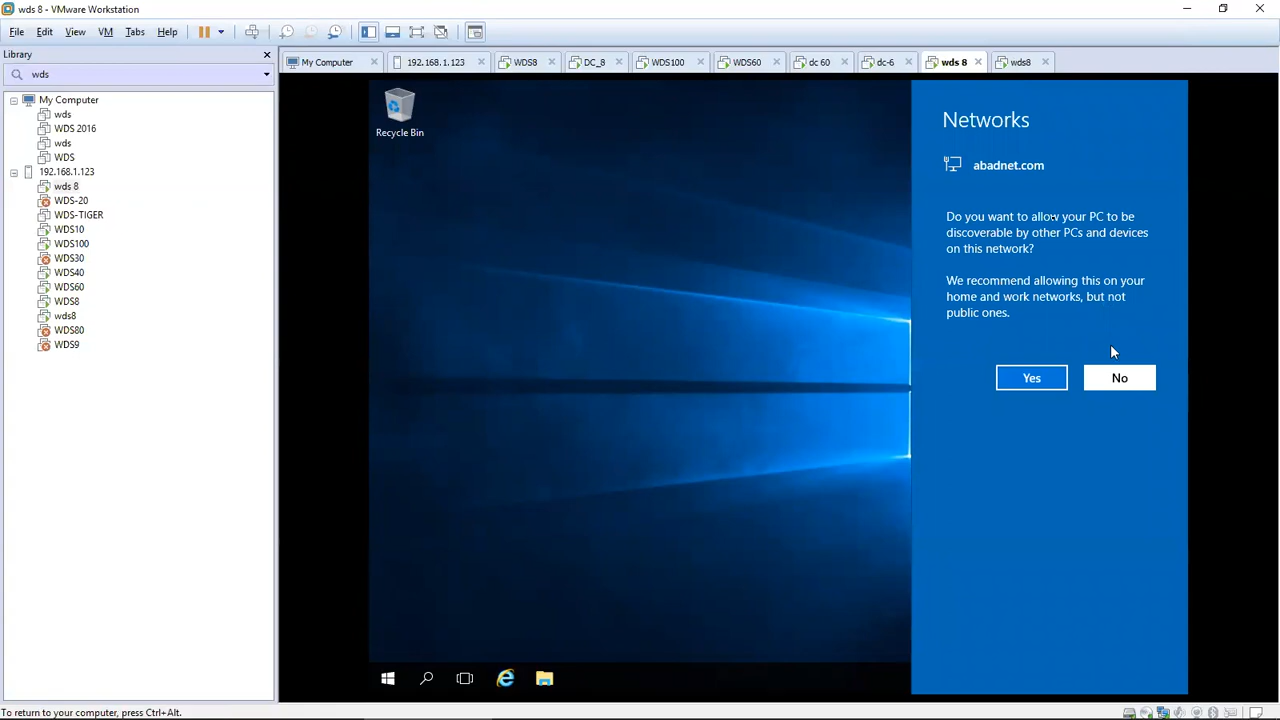 wds 8 - VMware Workstation
File Edit View VM Tabs Help
Library
wds
My Computer
wds
WDS 2016
wds
WDS
192.168.1.123
wds 8
WDS-20
WDS-TIGER
WDS10
WDS100
WDS30
WDS40
WDS60
WDS8
wds8
WDS80
WDS9
My Computer 192.168.1.123 WDS8 DC_8 WDS100 WDS60 dc 60 dc-6 wds 8 wds8
Recycle Bin
Networks
abadnet.com
Do you want to allow your PC to be
discoverable by other PCs and devices
on this network?
We recommend allowing this on your
home and work networks, but not
public ones.
Yes No
To return to your computer, press Ctrl+Alt.